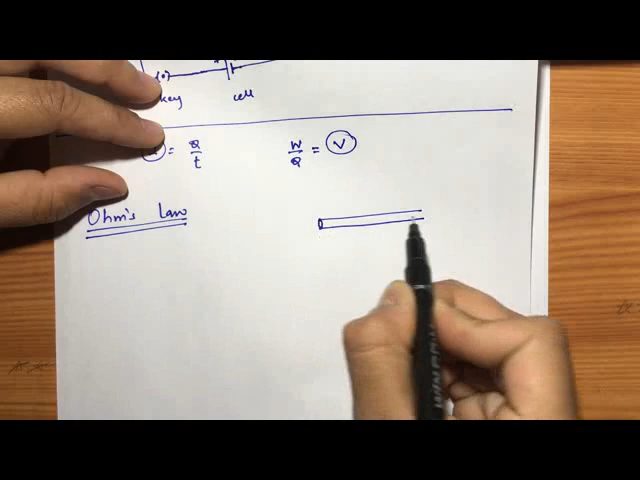 key cell
= Q/t W/Q = V
Ohm's Law